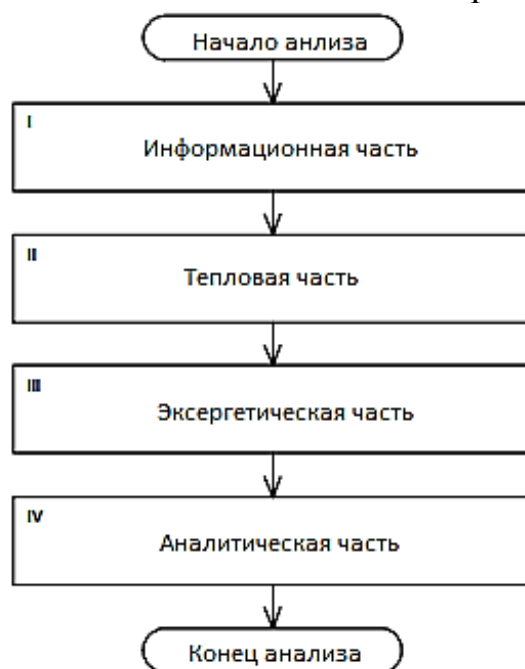 Начало анлиза
I
Информационная часть
II
Тепловая часть
III
Эксергетическая часть
IV
Аналитическая часть
Конец анализа